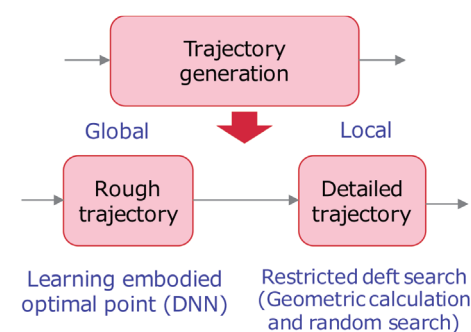 Trajectory
generation
Global
Local
Rough
trajectory
Detailed
trajectory
Learning embodied
optimal point (DNN)
Restricted deft search
(Geometric calculation
and random search)